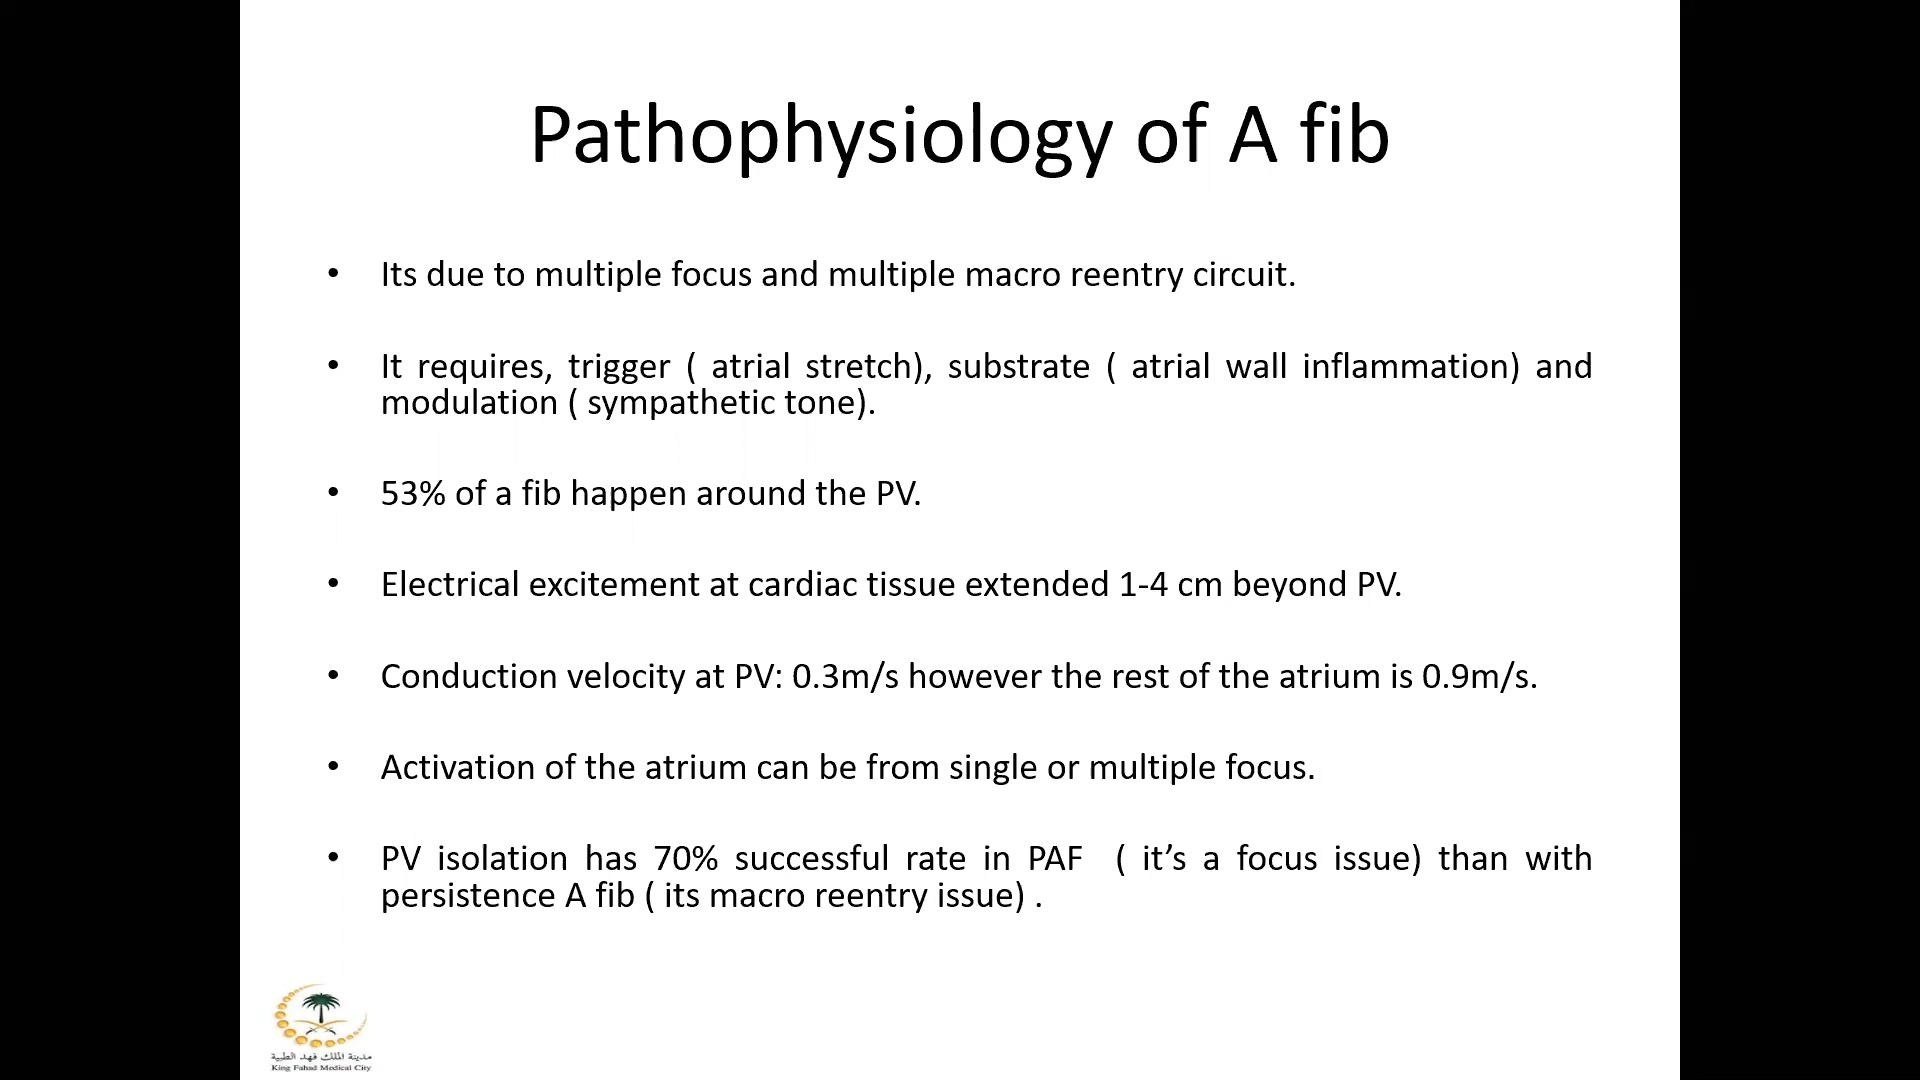 Pathophysiology of A fib
• Its due to multiple focus and multiple macro reentry circuit.
• It requires, trigger ( atrial stretch), substrate ( atrial wall inflammation) and
modulation ( sympathetic tone).
• 53% of a fib happen around the PV.
• Electrical excitement at cardiac tissue extended 1-4 cm beyond PV.
• Conduction velocity at PV: 0.3m/s however the rest of the atrium is 0.9m/s.
• Activation of the atrium can be from single or multiple focus.
• PV isolation has 70% successful rate in PAF ( it’s a focus issue) than with
persistence A fib ( its macro reentry issue) .
مدينة الملك فهد الطبية
King Fahad Medical City